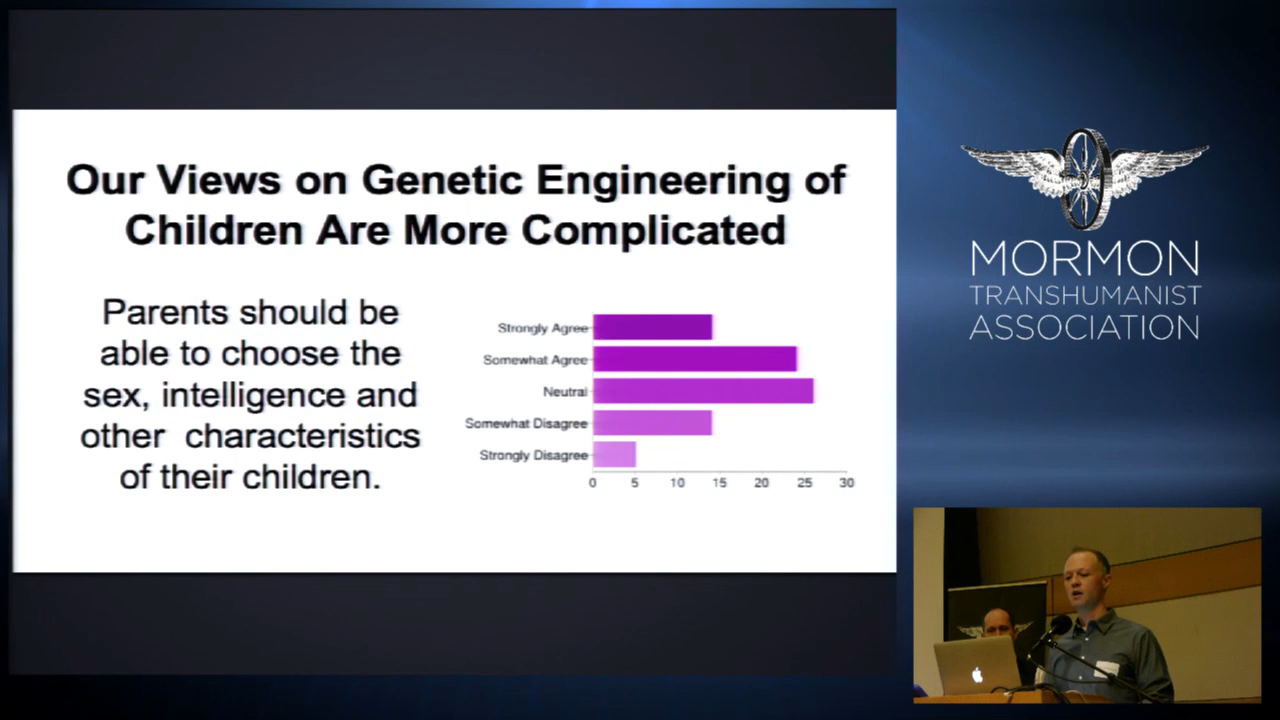 Our Views on Genetic Engineering of
Children Are More Complicated
Parents should be
able to choose the
sex, intelligence and
other characteristics
of their children.
Strongly Agree
Somewhat Agree
Neutral
Somewhat Disagree
Strongly Disagree
0 5 10 15 20 25 30
MORMON
TRANSHUMANIST
ASSOCIATION